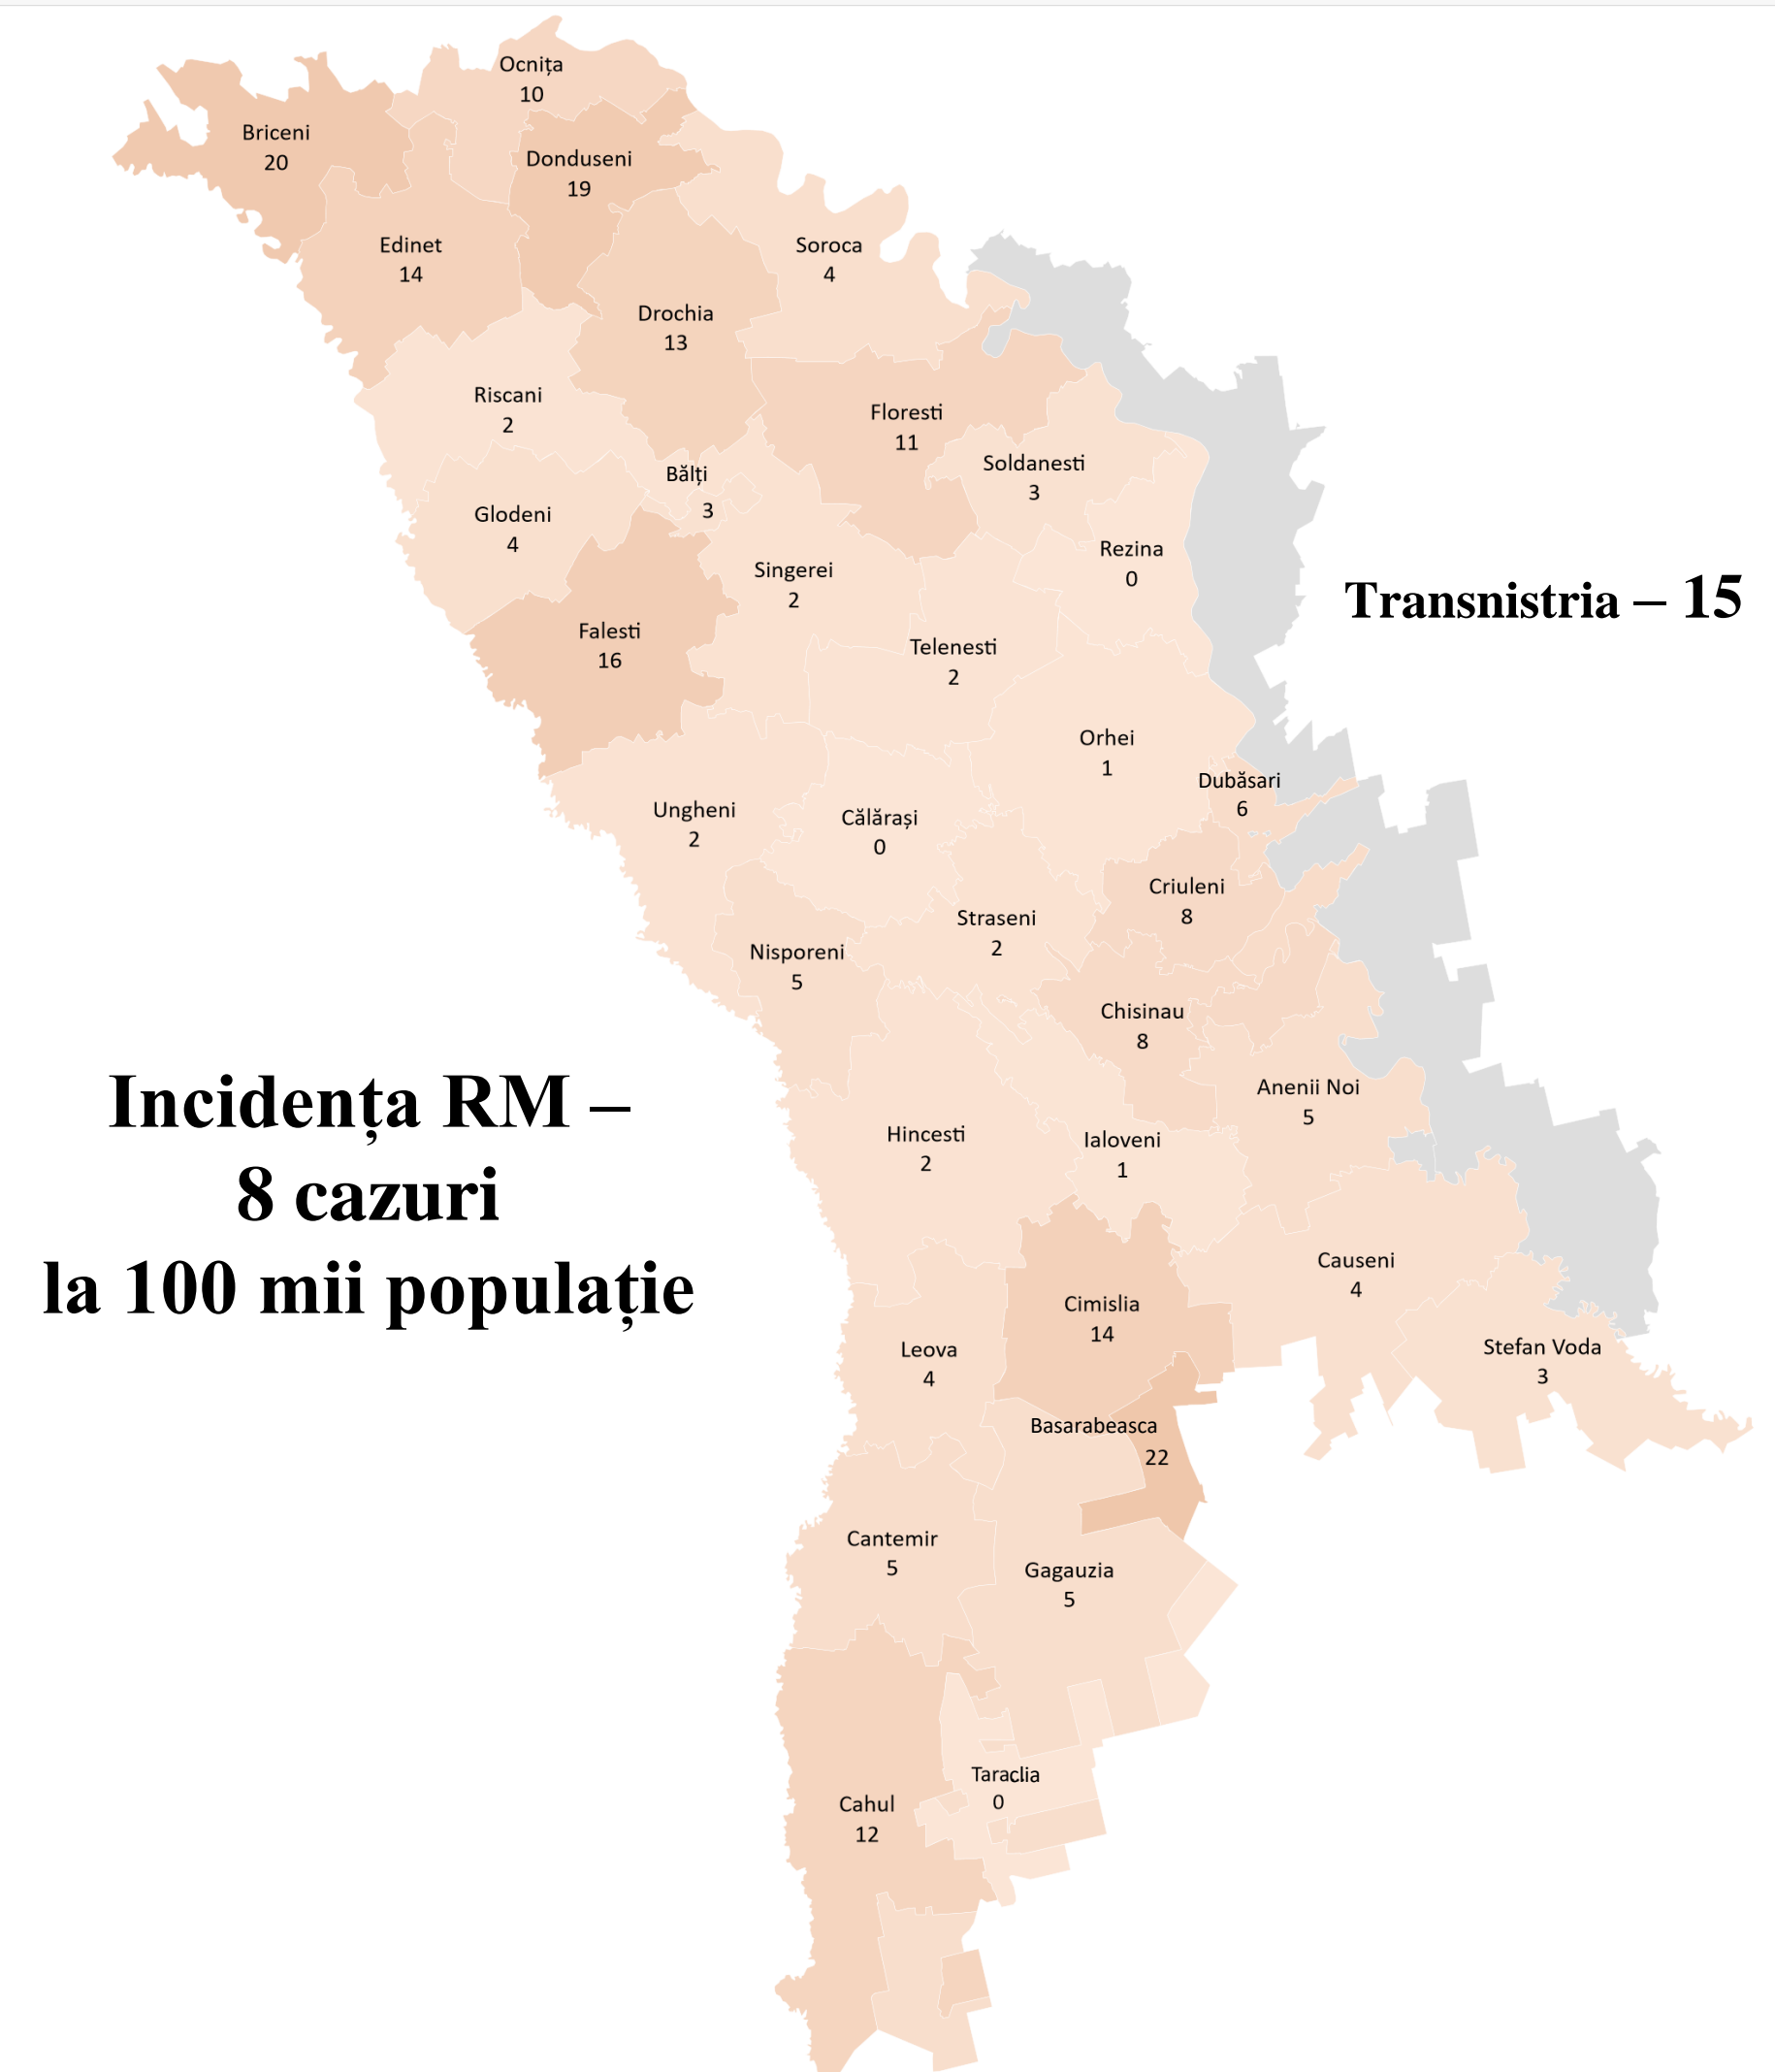 Ocnița
10
Briceni
20
Donduseni
19
Edinet
14
Soroca
4
Drochia
13
Riscani
2
Floresti
11
Soldanesti
3
Bălți
3
Glodeni
4
Rezina
0
Singerei
2
Transnistria – 15
Falesti
16
Telenesti
2
Orhei
1
Dubăsari
6
Ungheni
2
Călărași
0
Criuleni
8
Straseni
2
Nisporeni
5
Chisinau
8
Anenii Noi
5
Incidența RM –
8 cazuri
la 100 mii populație
Hincesti
2
Ialoveni
1
Causeni
4
Cimislia
14
Leova
4
Stefan Voda
3
Basarabeasca
22
Cantemir
5
Gagauzia
5
Taraclia
0
Cahul
12